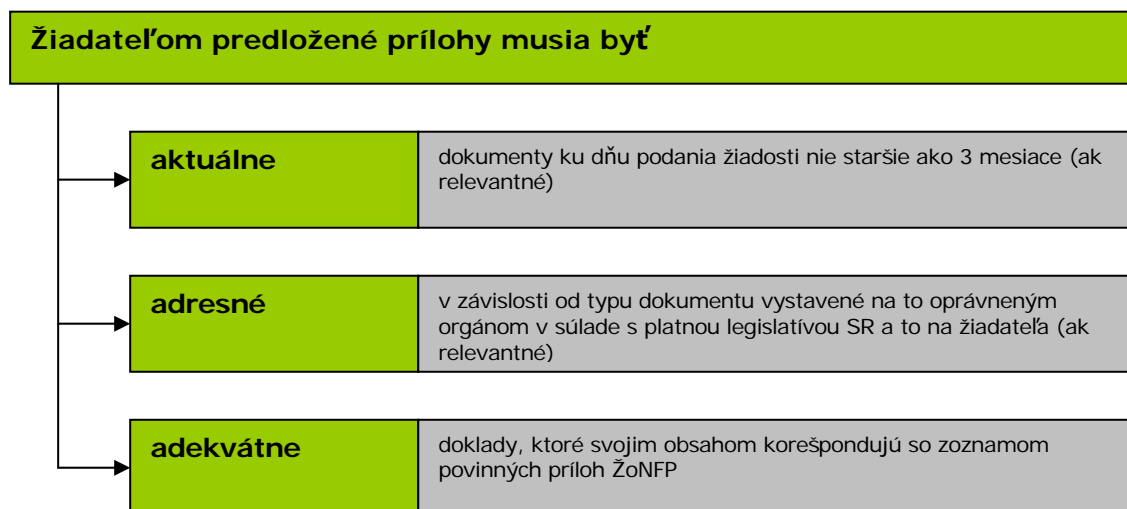 Žiadateľom predložené prílohy musia byť
aktuálne
dokumenty ku dňu podania žiadosti nie staršie ako 3 mesiace (ak
relevantné)
adresné
v závislosti od typu dokumentu vystavené na to oprávneným
orgánom v súlade s platnou legislatívou SR a to na žiadateľa (ak
relevantné)
adekvátne
doklady, ktoré svojim obsahom korešpondujú so zoznamom
povinných príloh ŽoNFP